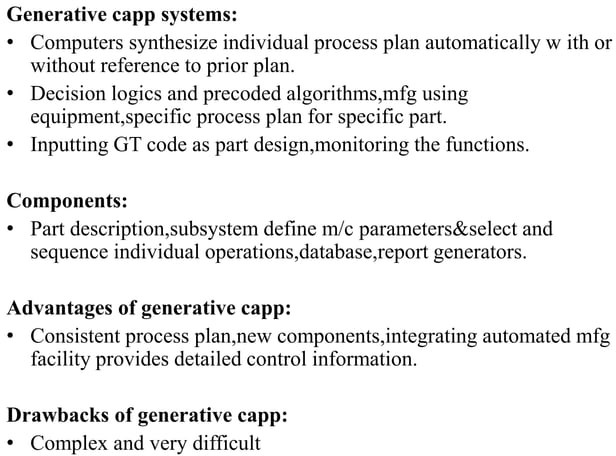 Generative capp systems:
• Computers synthesize individual process plan automatically w ith or
without reference to prior plan.
• Decision logics and precoded algorithms,mfg using
equipment,specific process plan for specific part.
• Inputting GT code as part design,monitoring the functions.
Components:
• Part description,subsystem define m/c parameters&select and
sequence individual operations,database,report generators.
Advantages of generative capp:
• Consistent process plan,new components,integrating automated mfg
facility provides detailed control information.
Drawbacks of generative capp:
• Complex and very difficult